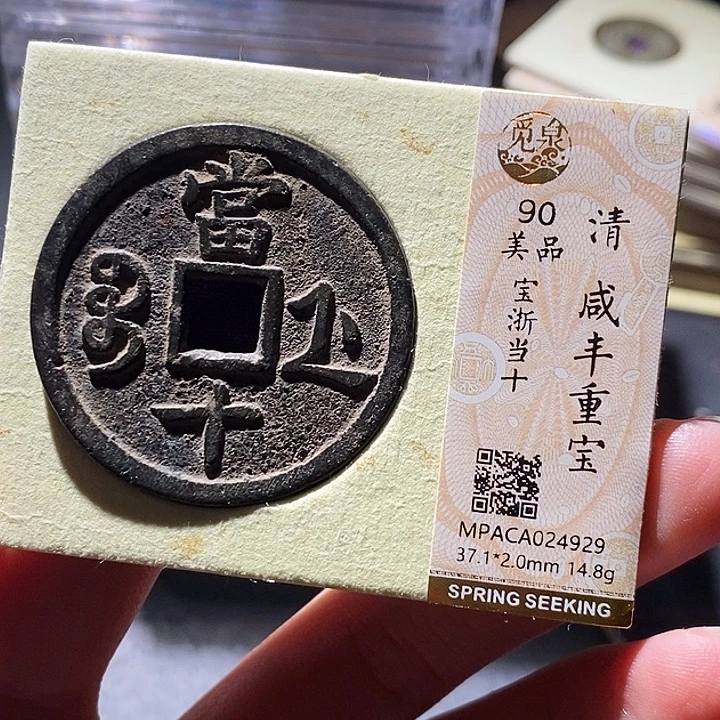 當
十
觅泉
90
美品
宝浙当十
清 咸丰重宝
MPACA024929
37.1*2.0mm 14.8g
SPRING SEEKING